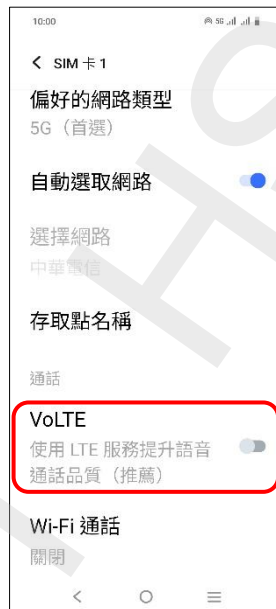 10:00
5G
SIM 卡 1
偏好的網路類型
5G（首選）
自動選取網路
選擇網路
中華電信
存取點名稱
通話
VoLTE
使用 LTE 服務提升語音
通話品質（推薦）
Wi-Fi 通話
關閉